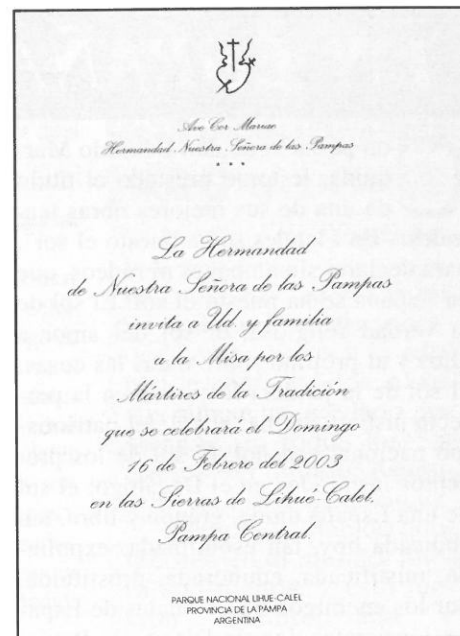 Ave Cor Mariae
Hermandad Nuestra Señora de las Pampas
• • •
La Hermandad
de Nuestra Señora de las Pampas
invita a Ud. y familia
a la Misa por los
Mártires de la Tradición
que se celebrará el Domingo
16 de Febrero del 2003
en las Sierras de Lihue-Calel,
Pampa Central
PARQUE NACIONAL LIHUE-CALEL
PROVINCIA DE LA PAMPA
ARGENTINA